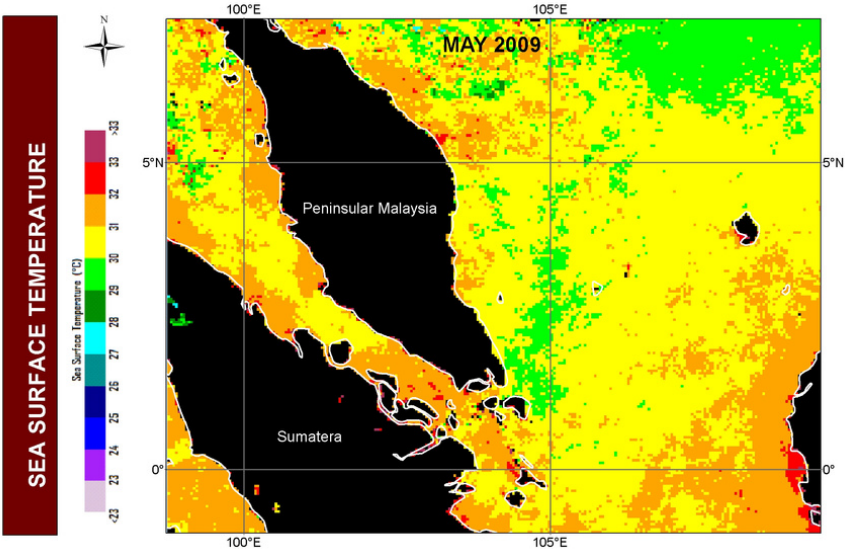 100°E
105°E
N
MAY 2009
>33
33
32
31
30
29
28
27
26
25
24
23
<23
Sea Surface Temperature (°C)
SEA SURFACE TEMPERATURE
5°N
5°N
Peninsular Malaysia
Sumatera
0°
0°
100°E
105°E